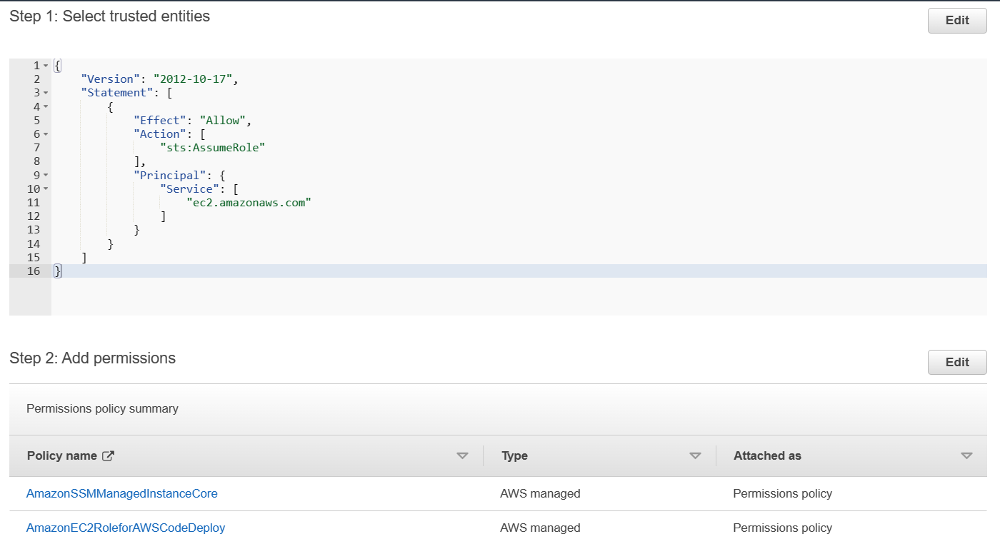 Step 1: Select trusted entities
Edit
1 {
2     "Version": "2012-10-17",
3     "Statement": [
4         {
5             "Effect": "Allow",
6             "Action": [
7                 "sts:AssumeRole"
8             ],
9             "Principal": {
10                 "Service": [
11                     "ec2.amazonaws.com"
12                 ]
13             }
14         }
15     ]
16 }
Step 2: Add permissions
Edit
Permissions policy summary
Policy name Type Attached as
AmazonSSMManagedInstanceCore AWS managed Permissions policy
AmazonEC2RoleforAWSCodeDeploy AWS managed Permissions policy